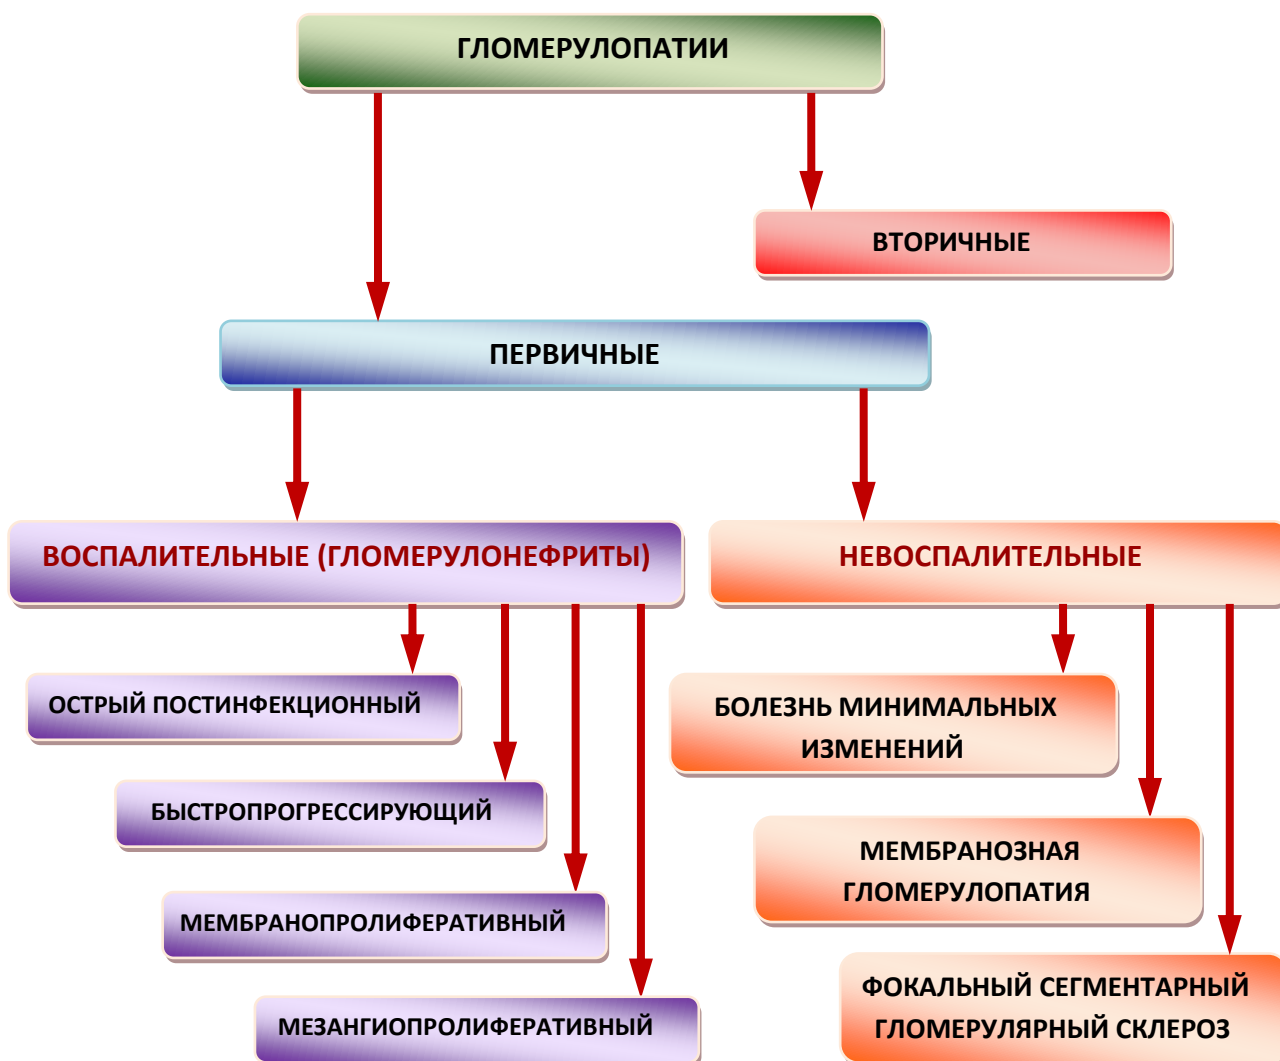 ГЛОМЕРУЛОПАТИИ
ВТОРИЧНЫЕ
ПЕРВИЧНЫЕ
ВОСПАЛИТЕЛЬНЫЕ (ГЛОМЕРУЛОНЕФРИТЫ)
НЕВОСПАЛИТЕЛЬНЫЕ
ОСТРЫЙ ПОСТИНФЕКЦИОННЫЙ
БЫСТРОПРОГРЕССИРУЮЩИЙ
МЕМБРАНОПРОЛИФЕРАТИВНЫЙ
МЕЗАНГИОПРОЛИФЕРАТИВНЫЙ
БОЛЕЗНЬ МИНИМАЛЬНЫХ
ИЗМЕНЕНИЙ
МЕМБРАНОЗНАЯ
ГЛОМЕРУЛОПАТИЯ
ФОКАЛЬНЫЙ СЕГМЕНТАРНЫЙ
ГЛОМЕРУЛЯРНЫЙ СКЛЕРОЗ